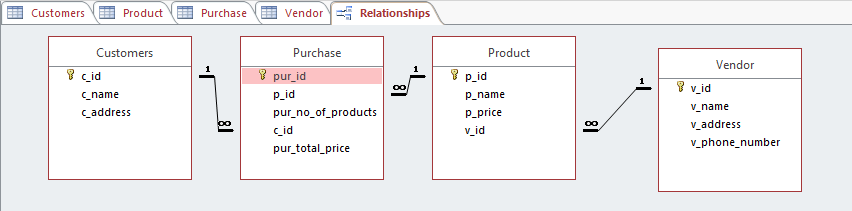 Customers Product Purchase Vendor Relationships
Customers
c_id
c_name
c_address
1
∞
Purchase
pur_id
p_id
pur_no_of_products
c_id
pur_total_price
∞
1
Product
p_id
p_name
p_price
v_id
∞
1
Vendor
v_id
v_name
v_address
v_phone_number